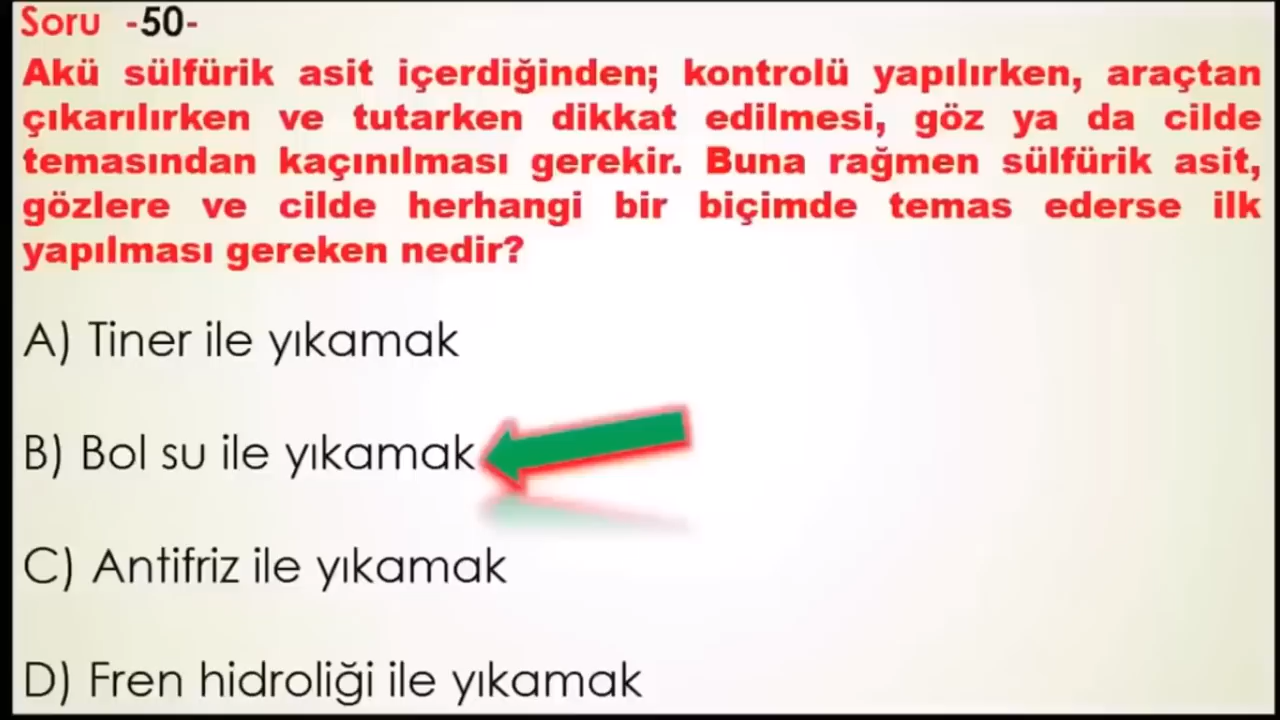 Soru -50-
Akü sülfürik asit içerdiğinden; kontrolü yapılırken, araçtan
çıkarılırken ve tutarken dikkat edilmesi, göz ya da cilde
temasından kaçınılması gerekir. Buna rağmen sülfürik asit,
gözlere ve cilde herhangi bir biçimde temas ederse ilk
yapılması gereken nedir?
A) Tiner ile yıkamak
B) Bol su ile yıkamak
C) Antifriz ile yıkamak
D) Fren hidroliği ile yıkamak